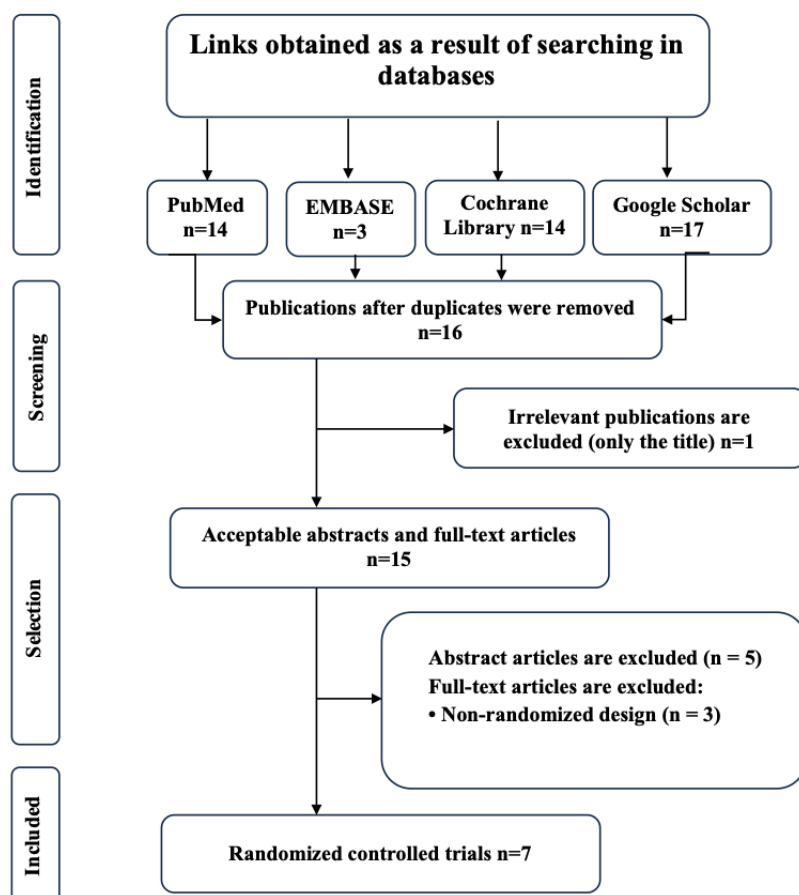 Links obtained as a result of searching in
databases
Identification
PubMed
n=14
EMBASE
n=3
Cochrane
Library n=14
Google Scholar
n=17
Screening
Publications after duplicates were removed
n=16
Irrelevant publications are
excluded (only the title) n=1
Selection
Acceptable abstracts and full-text articles
n=15
Abstract articles are excluded (n = 5)
Full-text articles are excluded:
• Non-randomized design (n = 3)
Included
Randomized controlled trials n=7